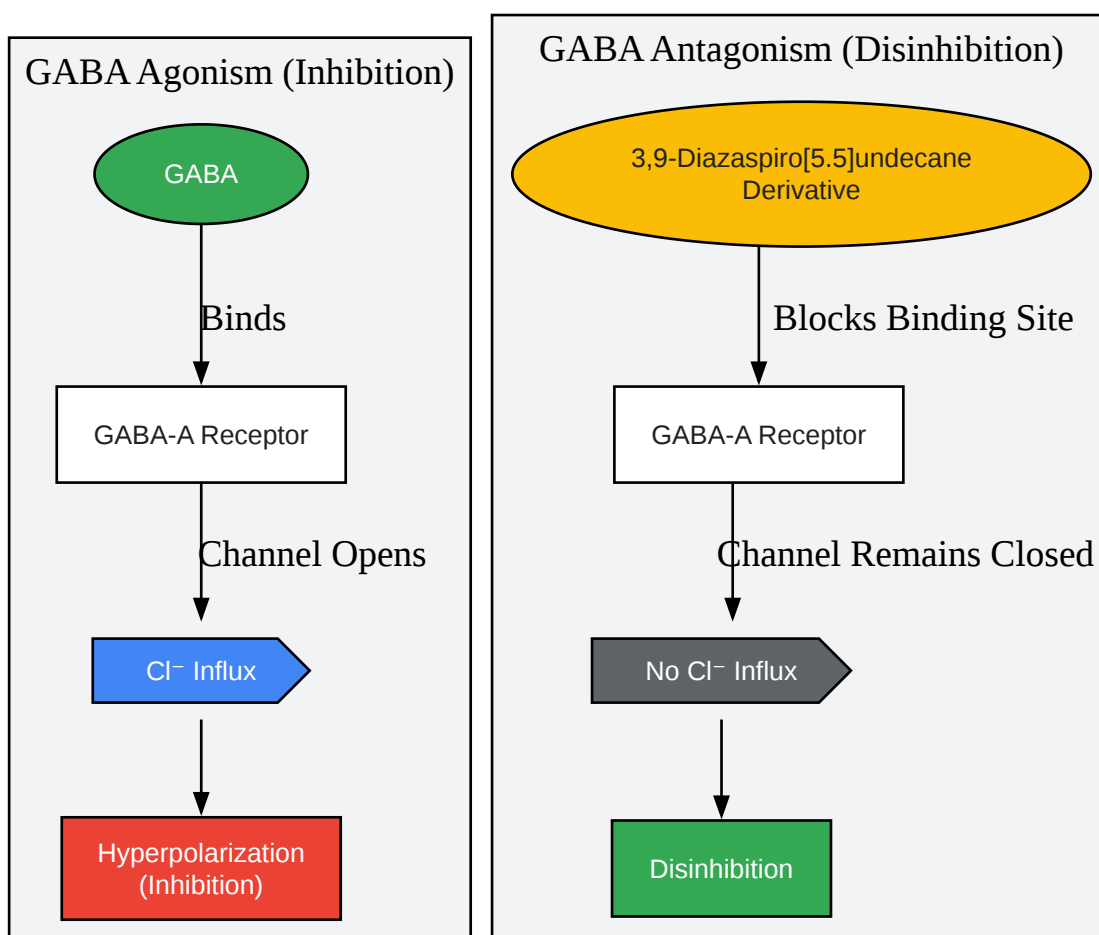 GABA Agonism (Inhibition)
GABA
Binds
GABA-A Receptor
Channel Opens
Cl⁻ Influx
Hyperpolarization
(Inhibition)
GABA Antagonism (Disinhibition)
3,9-Diazaspiro[5.5]undecane
Derivative
Blocks Binding Site
GABA-A Receptor
Channel Remains Closed
No Cl⁻ Influx
Disinhibition